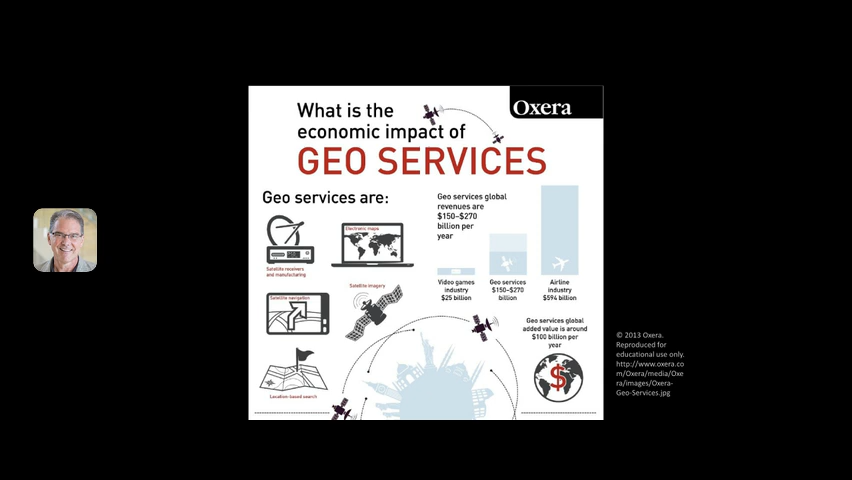 Oxera
What is the
economic impact of
GEO SERVICES
Geo services are:
Satellite receivers
and manufacturing
Electronic maps
Satellite navigation
Satellite imagery
Location-based search
Geo services global
revenues are
$150–$270
billion per
year
Video games
industry
$25 billion
Geo services
$150–$270
billion
Airline
industry
$594 billion
Geo services global
added value is around
$100 billion per
year
$
© 2013 Oxera.
Reproduced for
educational use only.
http://www.oxera.co
m/Oxera/media/Oxe
ra/images/Oxera-
Geo-Services.jpg